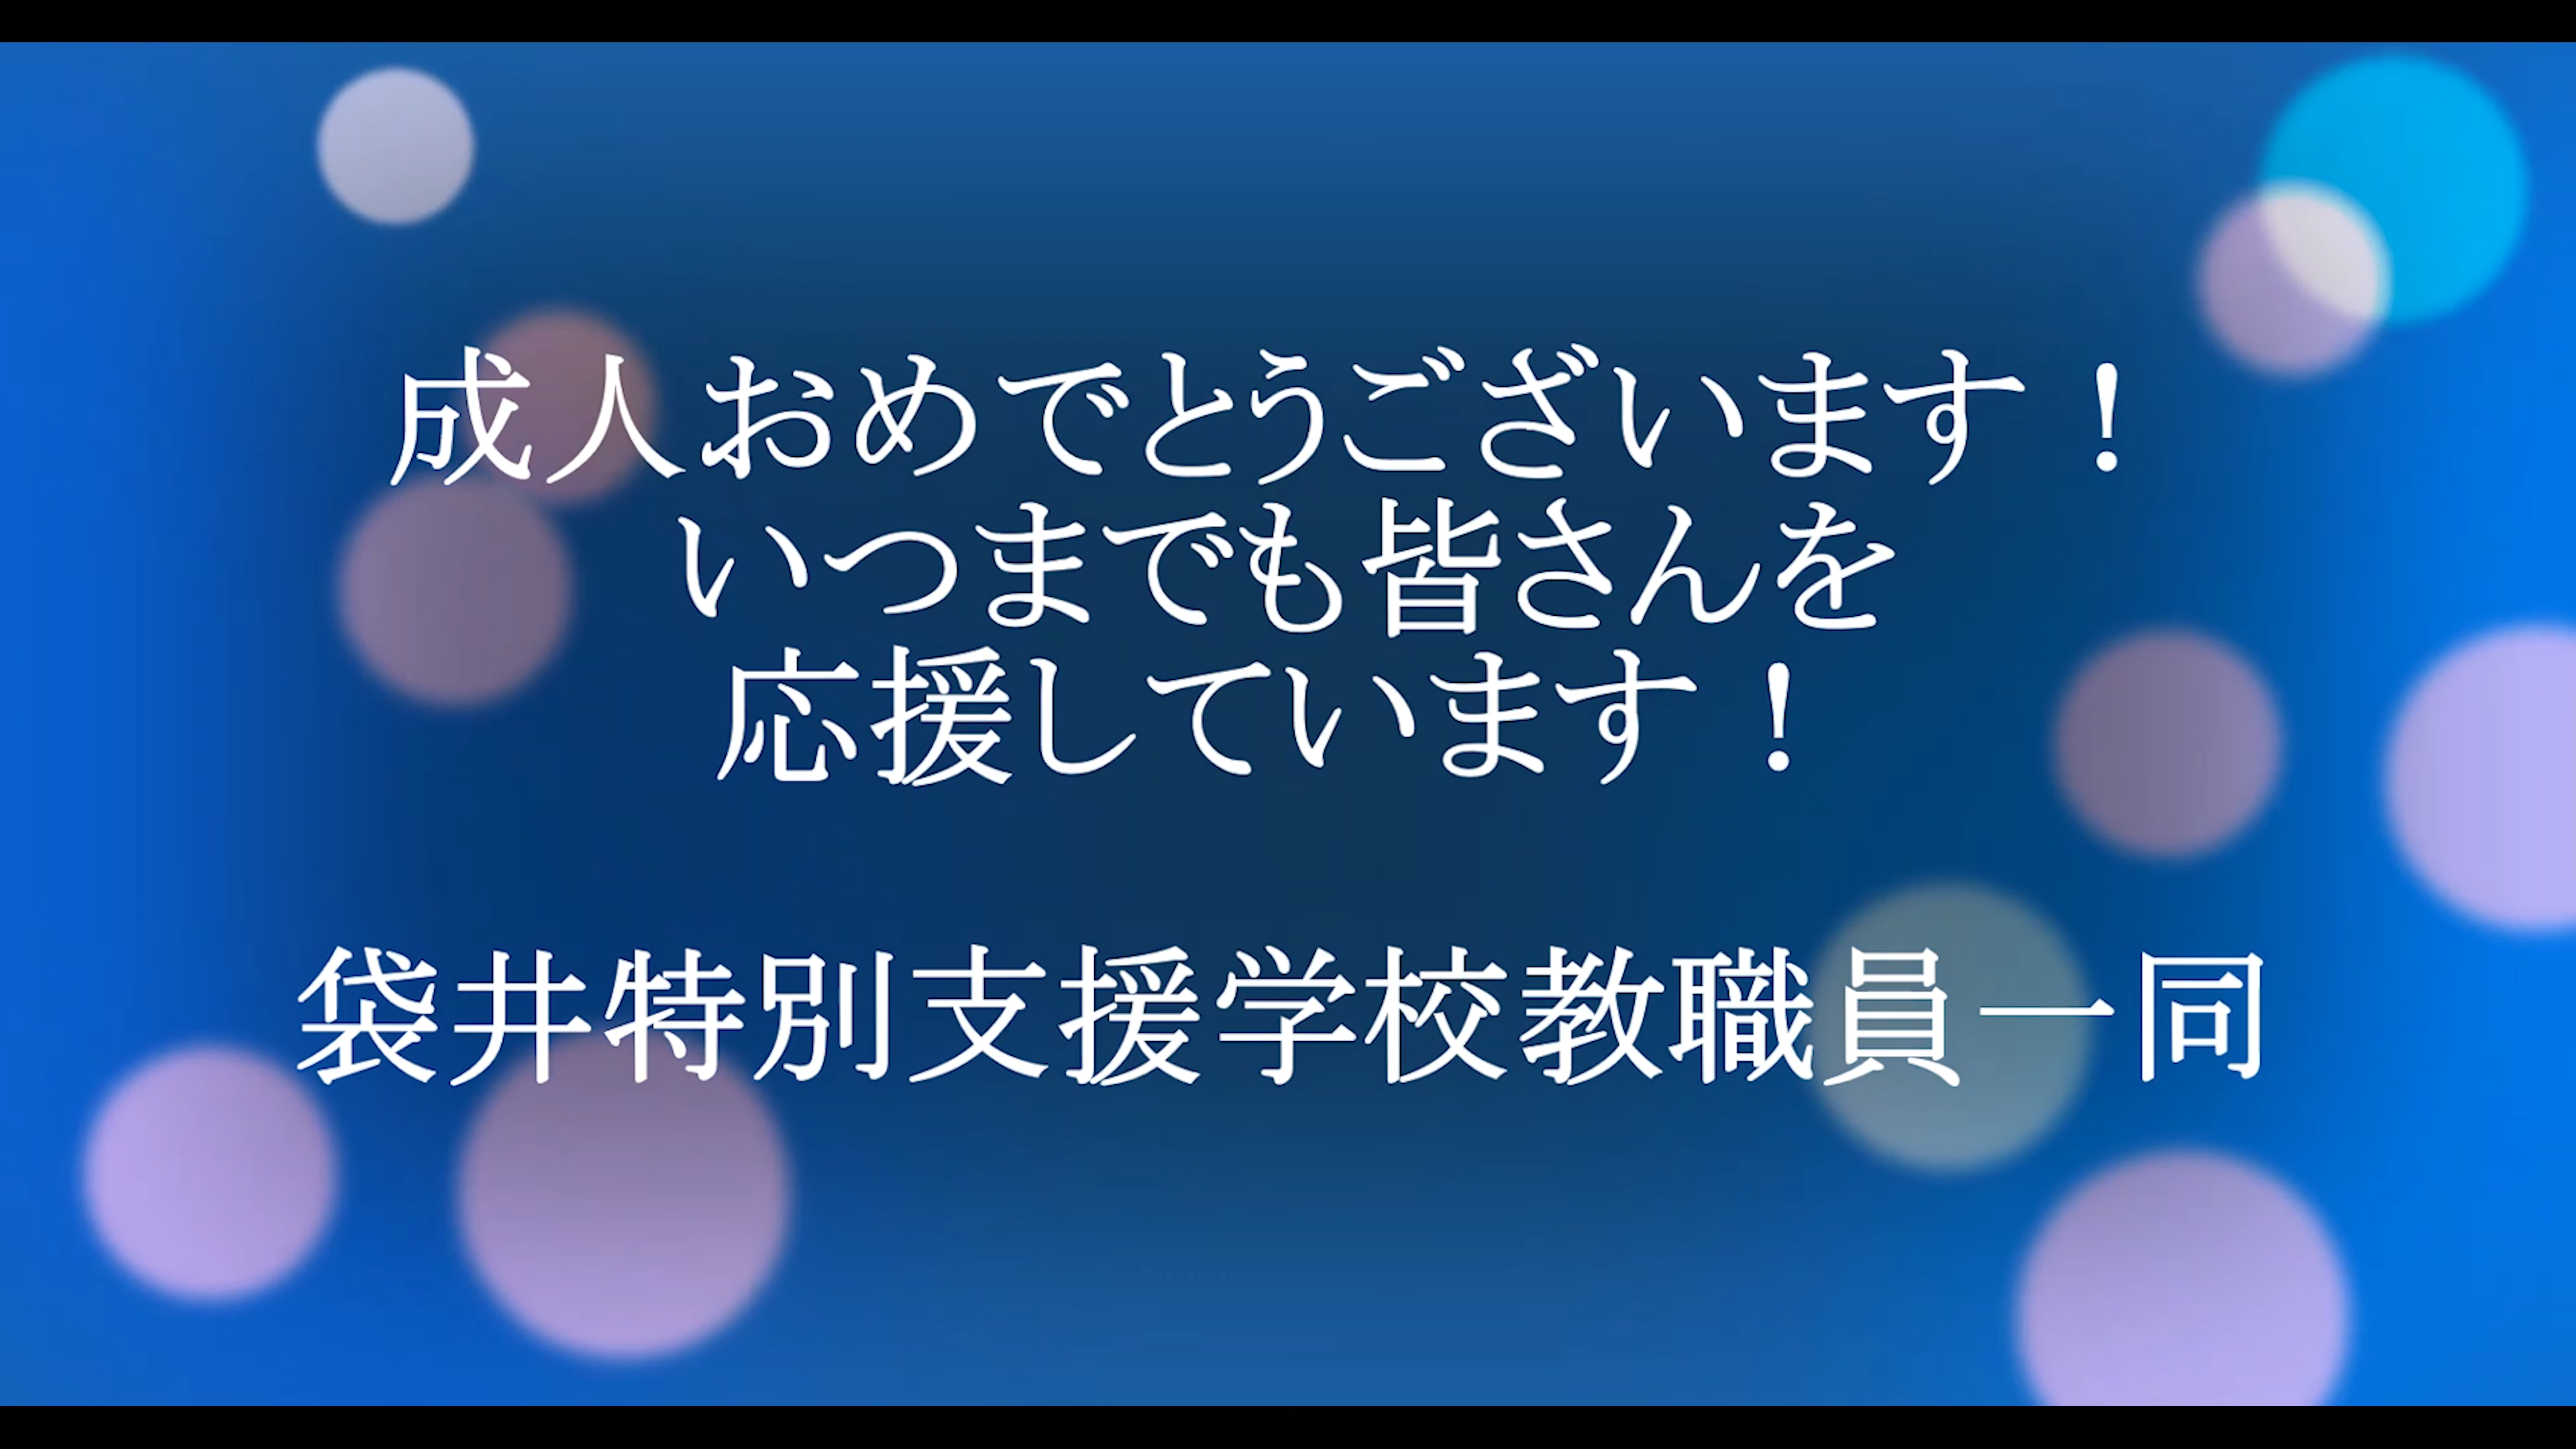 成人おめでとうございます！
いつまでも皆さんを
応援しています！
袋井特別支援学校教職員一同